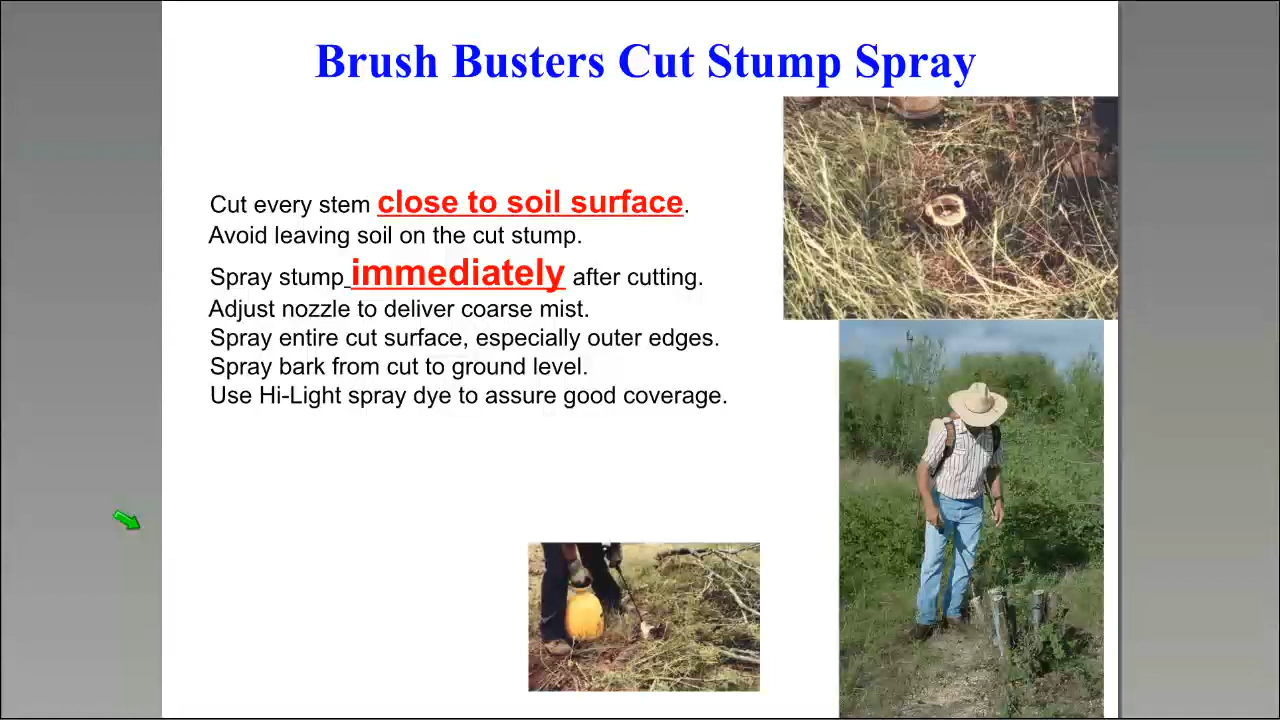 Brush Busters Cut Stump Spray
Cut every stem close to soil surface.
Avoid leaving soil on the cut stump.
Spray stump immediately after cutting.
Adjust nozzle to deliver coarse mist.
Spray entire cut surface, especially outer edges.
Spray bark from cut to ground level.
Use Hi-Light spray dye to assure good coverage.